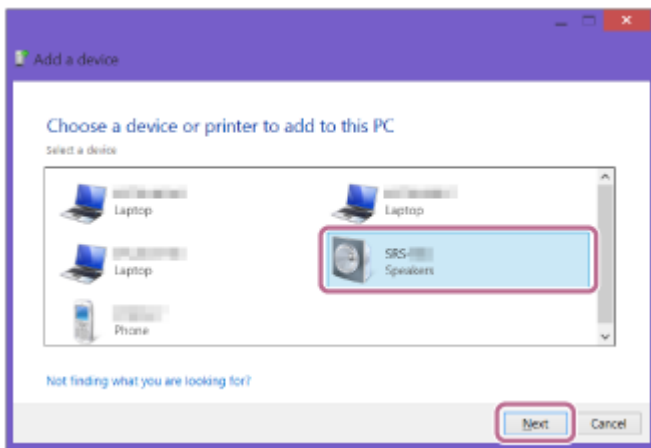 Add a device
Choose a device or printer to add to this PC
Select a device
Laptop
Laptop
Laptop
SRS-
Speakers
Phone
Not finding what you are looking for?
Next
Cancel